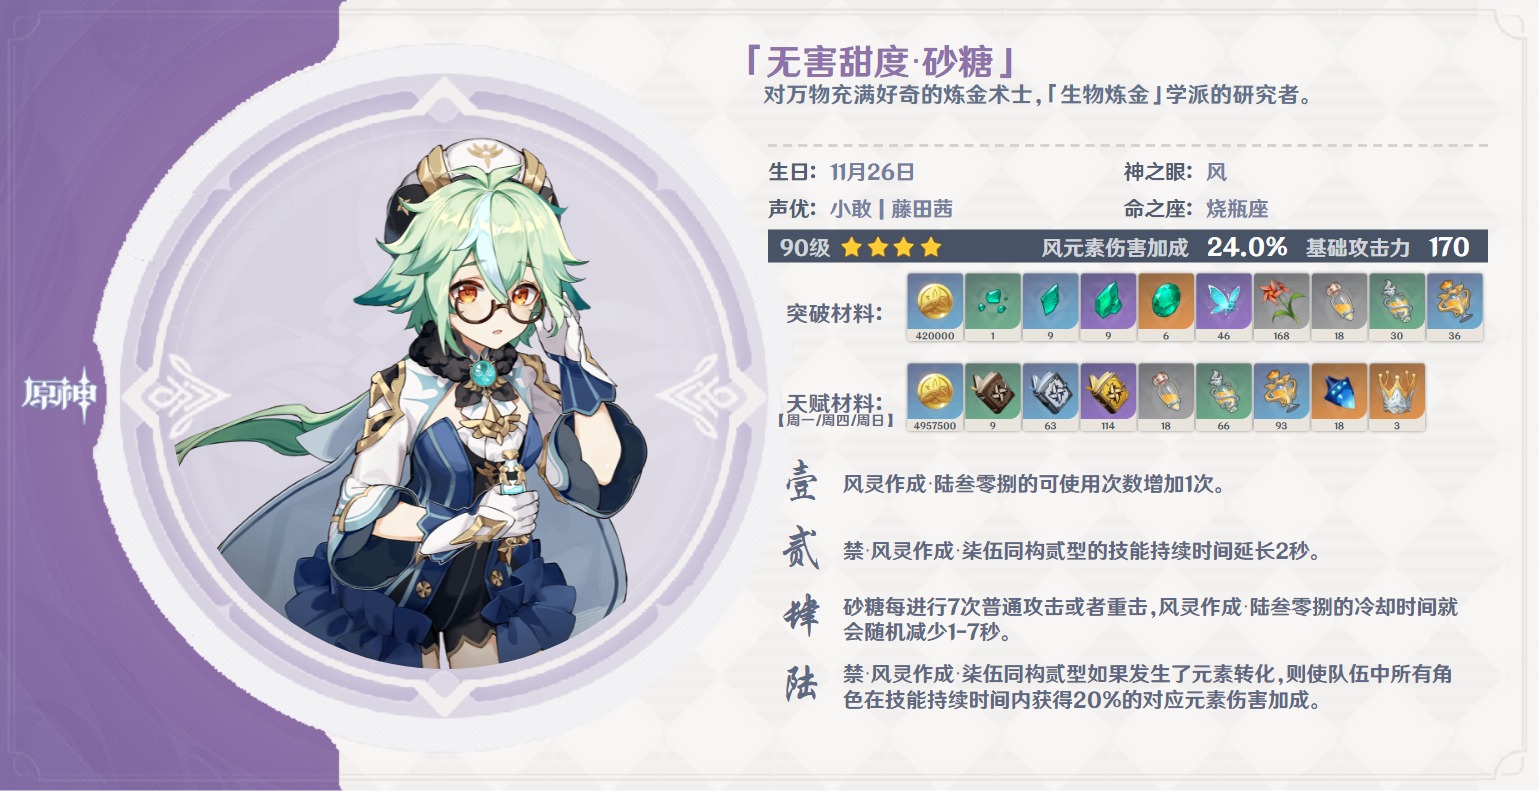 原神
「无害甜度·砂糖」
对万物充满好奇的炼金术士,「生物炼金」学派的研究者。
生日: 11月26日 神之眼: 风
声优: 小敢 | 藤田茜 命之座: 烧瓶座
90级 风元素伤害加成 24.0% 基础攻击力 170
突破材料:
420000 1 9 9 6 46 168 18 30 36
天赋材料:
【周一/周四/周日】
4957500 9 63 114 18 66 93 18 3
壹 风灵作成·陆叁零捌的可使用次数增加1次。
贰 禁·风灵作成·柒伍同构贰型的技能持续时间延长2秒。
肆 砂糖每进行7次普通攻击或者重击,风灵作成·陆叁零捌的冷却时间就
会随机减少1-7秒。
陆 禁·风灵作成·柒伍同构贰型如果发生了元素转化,则使队伍中所有角
色在技能持续时间内获得20%的对应元素伤害加成。